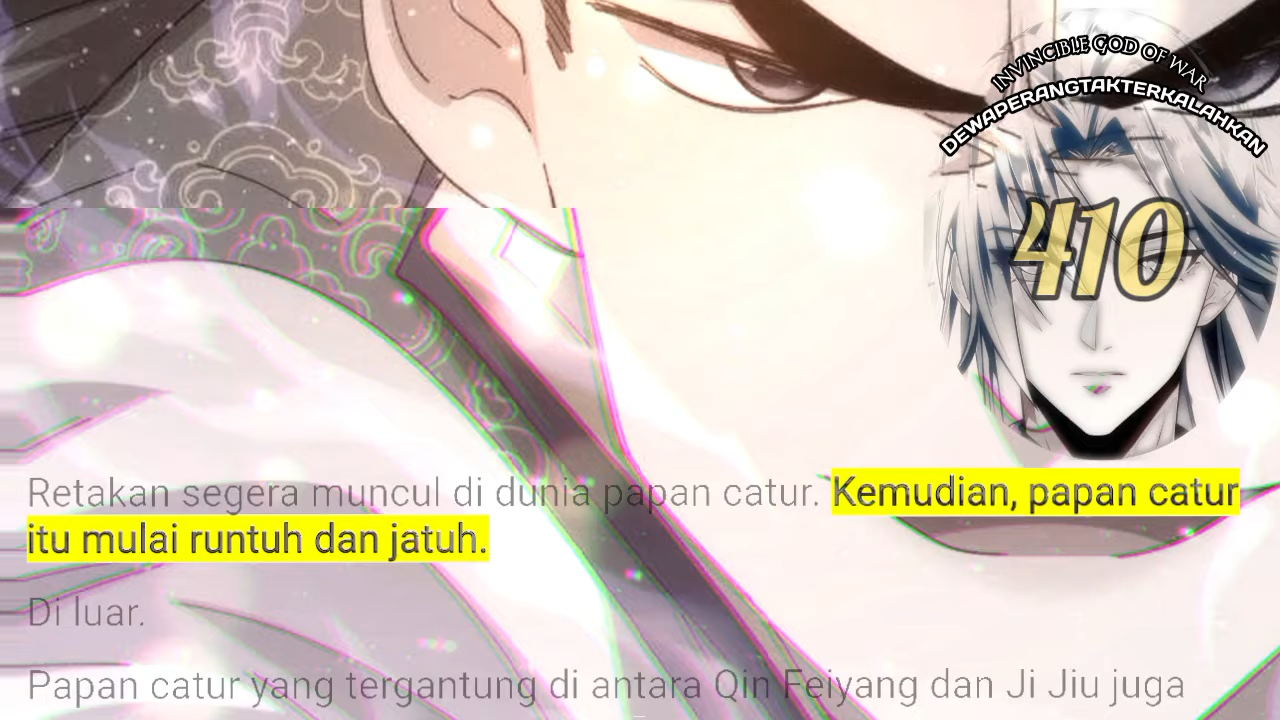 INVINCIBLE GOD OF WAR
DEWAPERANGTAKTERKALAHKAN
410
Retakan segera muncul di dunia papan catur. Kemudian, papan catur
itu mulai runtuh dan jatuh.
Di luar.
Papan catur yang tergantung di antara Qin Feiyang dan Ji Jiu juga